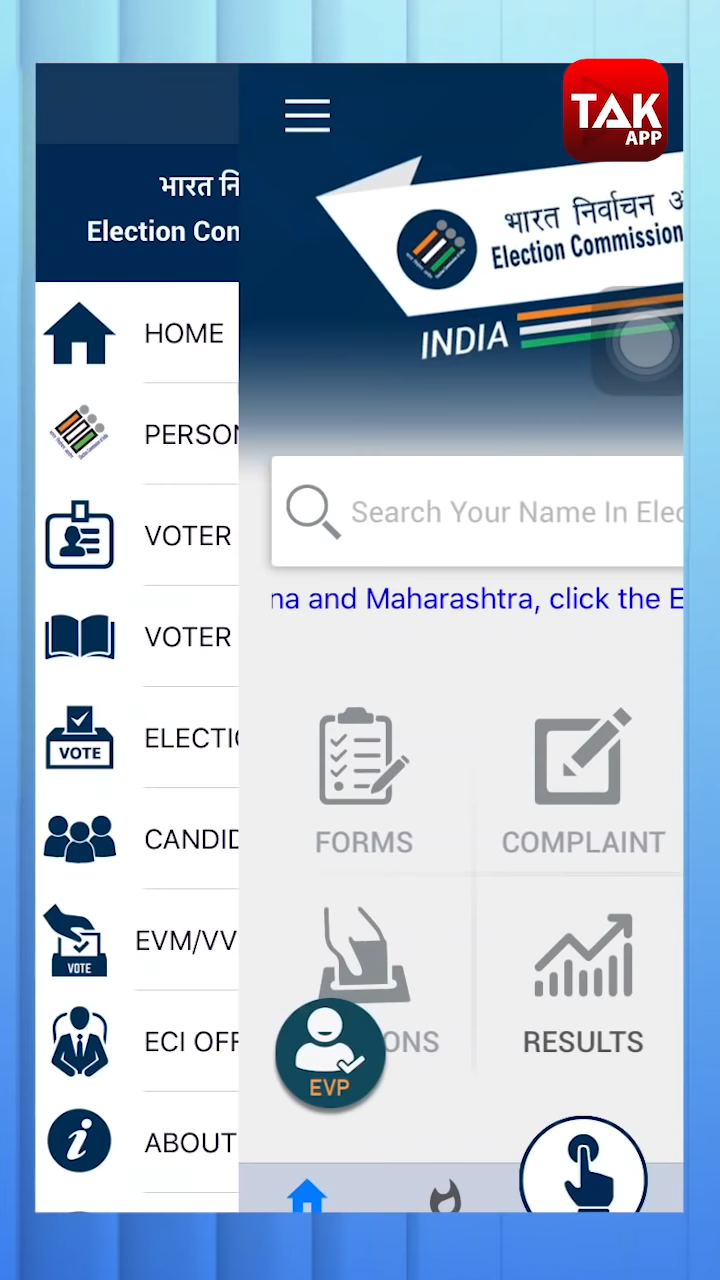 TAK
APP
भारत नि
Election Con
HOME
PERSON
VOTER
VOTER
VOTE
ELECTIO
CANDID
VOTE
EVM/VV
ECI OFF
ABOUT
भारत निर्वाचन अ
Election Commission
INDIA
Search Your Name In Elec
na and Maharashtra, click the E
FORMS
COMPLAINT
ONS
RESULTS
EVP